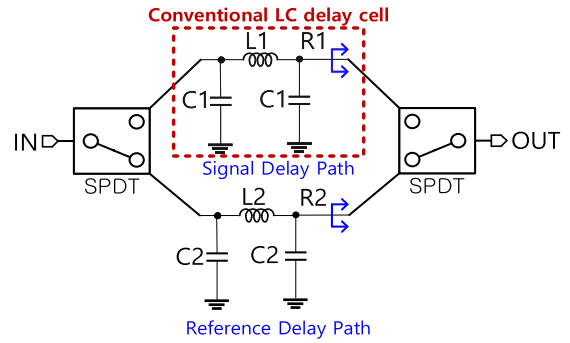 Conventional LC delay cell
L1
R1
C1
C1
IN
OUT
SPDT
SPDT
Signal Delay Path
L2
R2
C2
C2
Reference Delay Path